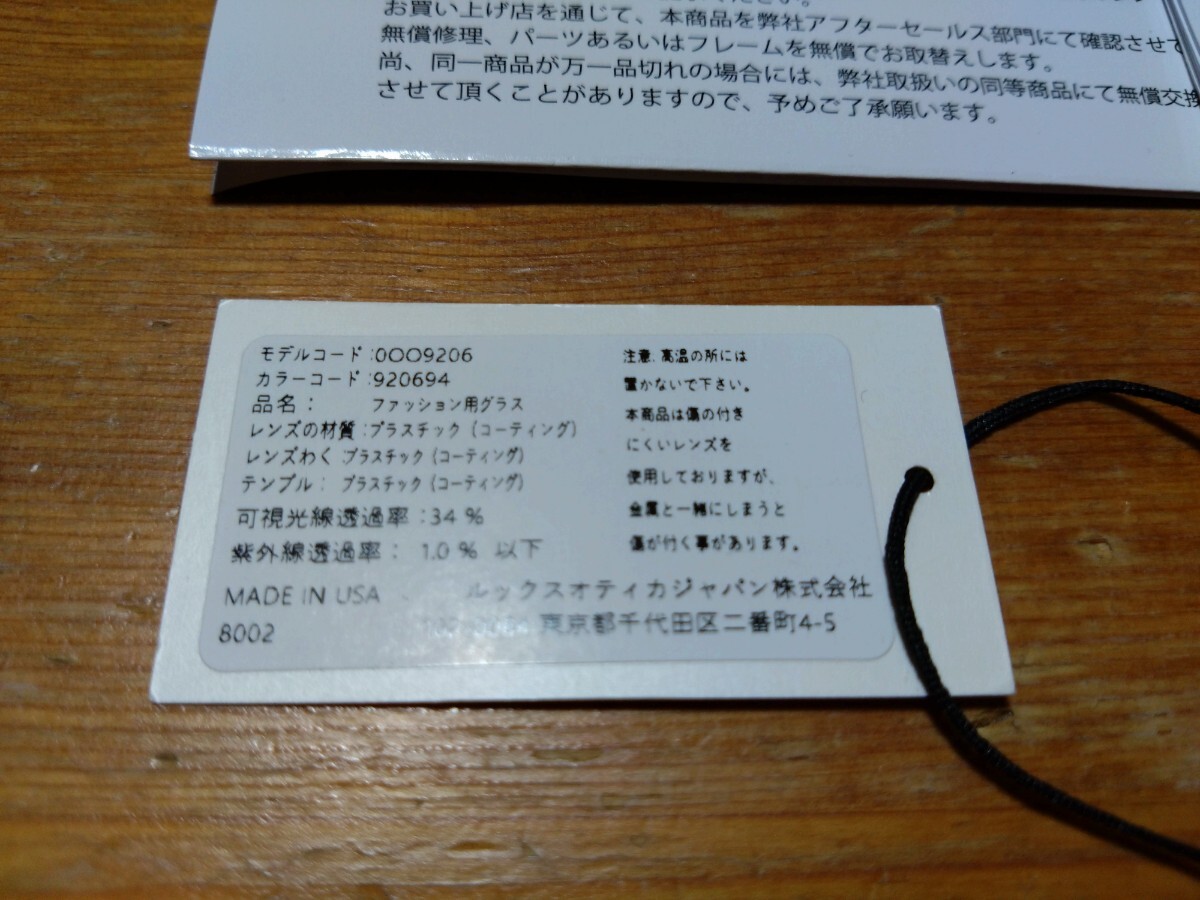 お買い上げ店を通じて、本商品を弊社アフターセールス部門にて確認させて
無償修理、パーツあるいはフレームを無償でお取替えします。
尚、同一商品が万一品切れの場合には、弊社取扱いの同等商品にて無償交換
させて頂くことがありますので、予めご了承願います。
モデルコード:0OO9206
カラーコード:920694
品名: ファッション用グラス
レンズの材質:プラスチック(コーティング)
レンズわく プラスチック(コーティング)
テンプル: プラスチック(コーティング)
可視光線透過率:34%
紫外線透過率: 1.0% 以下
注意:高温の所には
置かないで下さい。
本商品は傷の付き
にくいレンズを
使用しておりますが、
金属と一緒にしまうと
傷が付く事があります。
MADE IN USA ルックスオティカジャパン株式会社
8002 東京都千代田区二番町4-5